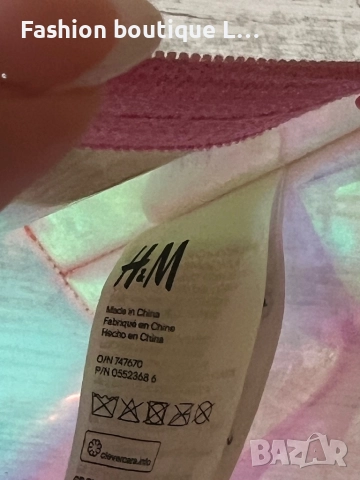 Fashion boutique L...
H&M
Made in China
Fabriqué en Chine
Hecho en China
O/N 747670
P/N 0552368 6
clevercare.info
BAZAR
bg